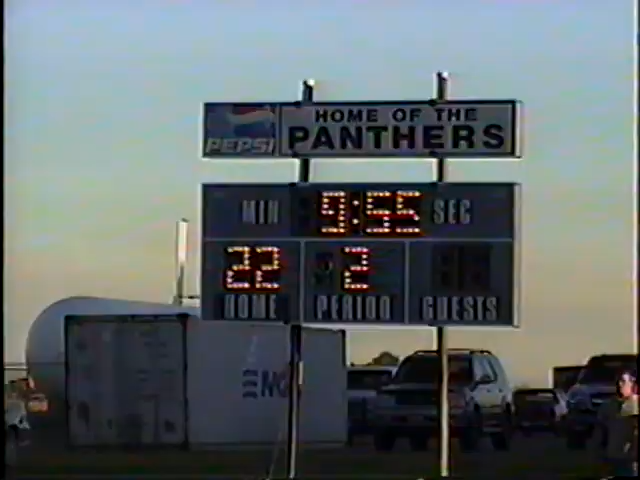 HOME OF THE
PEPSI PANTHERS
MIN 9:55 SEC
22 2
HOME PERIOD GUESTS